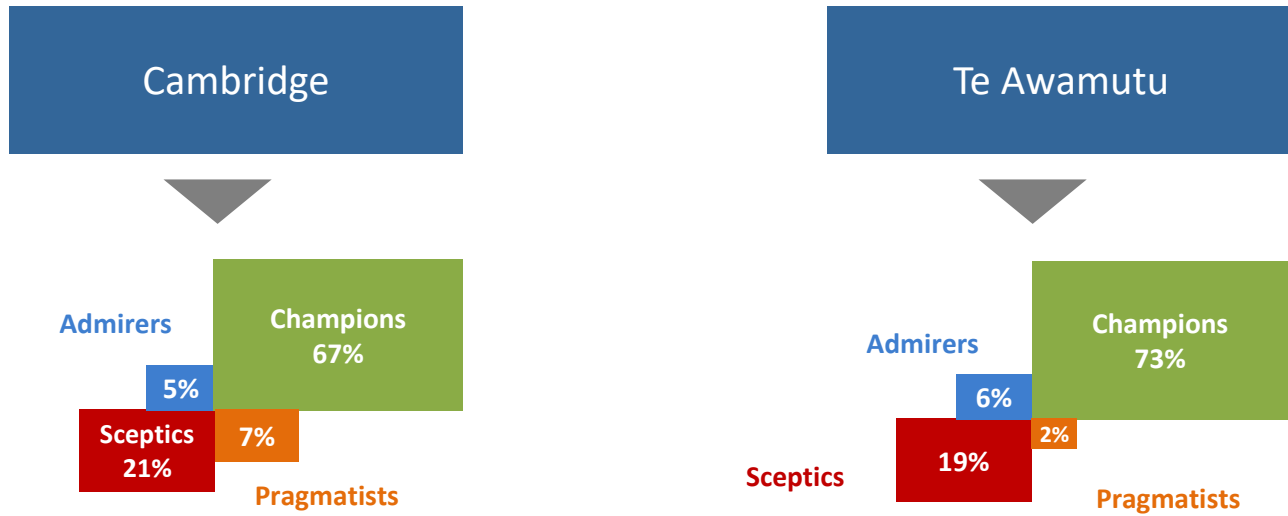 Cambridge
Te Awamutu
Admirers
Champions
67%
5%
Sceptics
21%
7%
Pragmatists
Admirers
Champions
73%
6%
Sceptics
19%
2%
Pragmatists